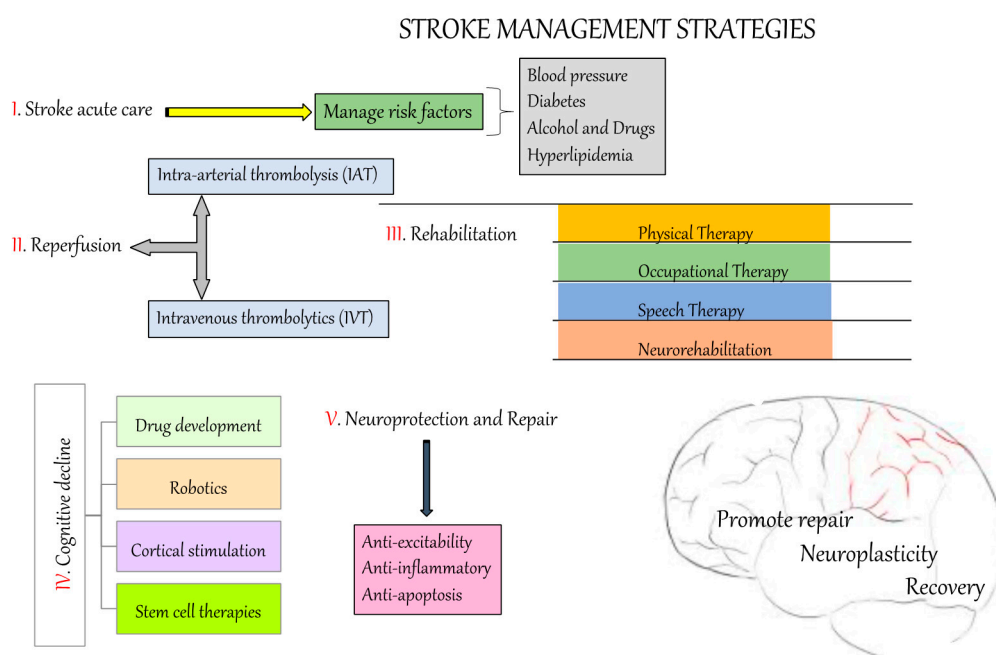 STROKE MANAGEMENT STRATEGIES
I. Stroke acute care
Manage risk factors
Blood pressure
Diabetes
Alcohol and Drugs
Hyperlipidemia
Intra-arterial thrombolysis (IAT)
II. Reperfusion
Intravenous thrombolytics (IVT)
III. Rehabilitation
Physical Therapy
Occupational Therapy
Speech Therapy
Neurorehabilitation
IV. Cognitive decline
Drug development
Robotics
Cortical stimulation
Stem cell therapies
V. Neuroprotection and Repair
Anti-excitability
Anti-inflammatory
Anti-apoptosis
Promote repair
Neuroplasticity
Recovery